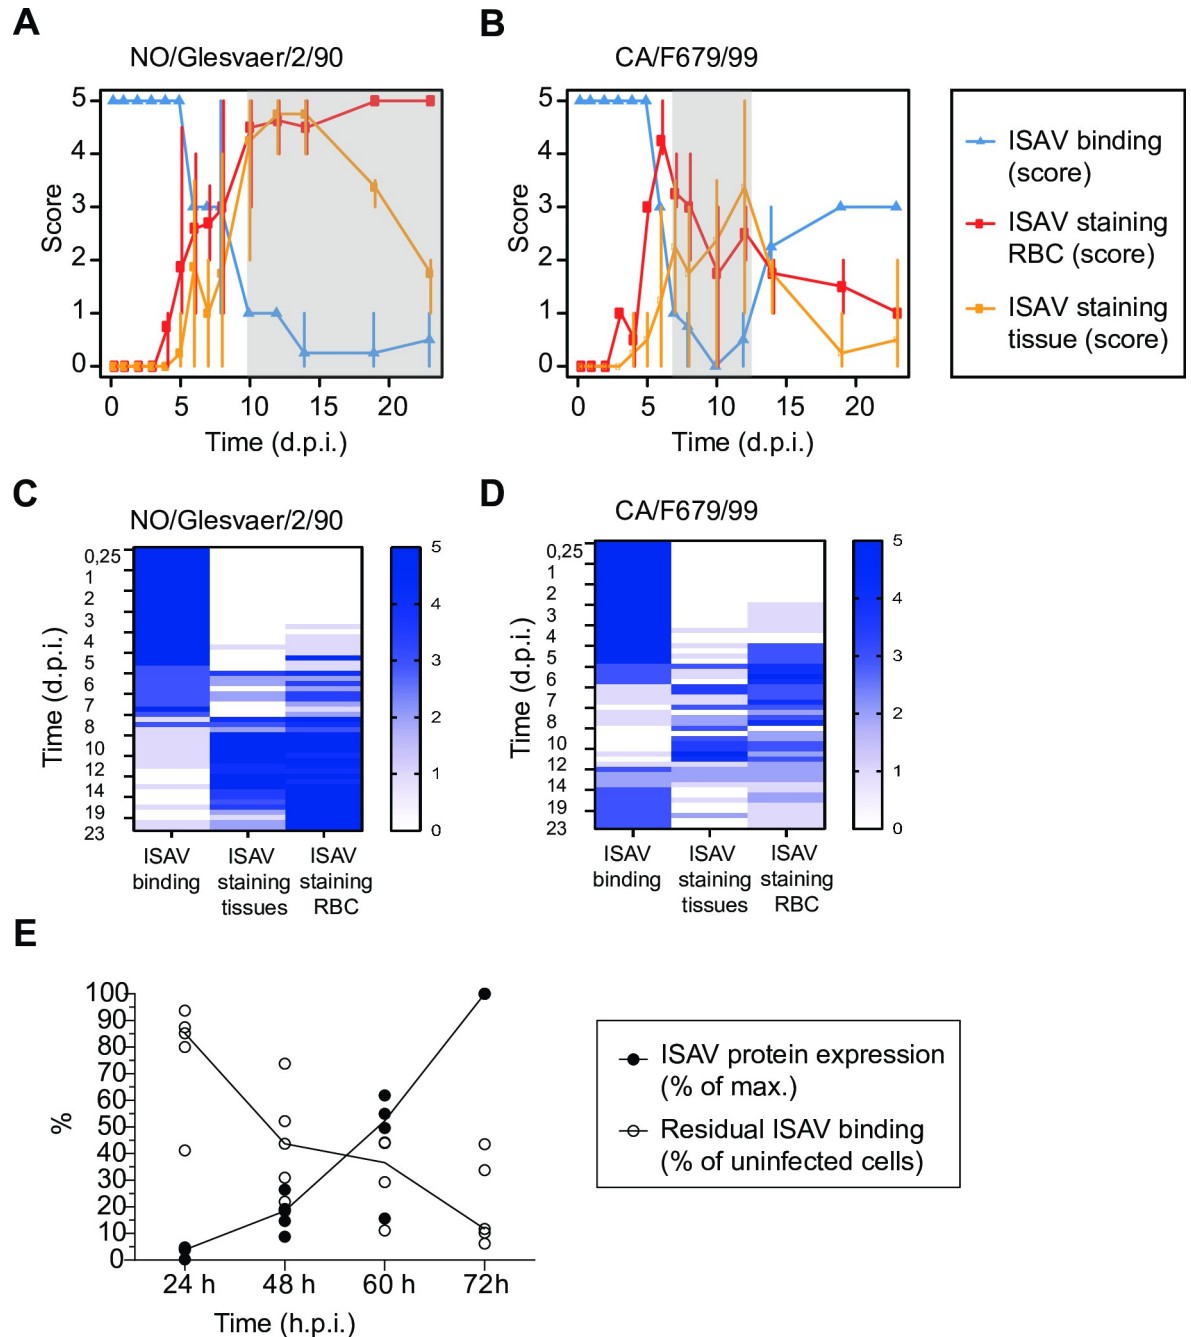 A
B
NO/Glesvaer/2/90
CA/F679/99
5
4
3
2
1
0
Score
0 5 10 15 20
Time (d.p.i.)
5
4
3
2
1
0
Score
0 5 10 15 20
Time (d.p.i.)
ISAV binding
(score)
ISAV staining
RBC (score)
ISAV staining
tissue (score)
C
D
NO/Glesvaer/2/90
CA/F679/99
Time (d.p.i.)
0,25
1
2
3
4
5
6
7
8
10
12
14
19
23
ISAV
binding
ISAV
staining
tissues
ISAV
staining
RBC
5
4
3
2
1
0
Time (d.p.i.)
0,25
1
2
3
4
5
6
7
8
10
12
14
19
23
ISAV
binding
ISAV
staining
tissues
ISAV
staining
RBC
5
4
3
2
1
0
E
100
90
80
70
60
50
40
30
20
10
0
%
24 h 48 h 60 h 72h
Time (h.p.i.)
ISAV protein expression
(% of max.)
Residual ISAV binding
(% of uninfected cells)